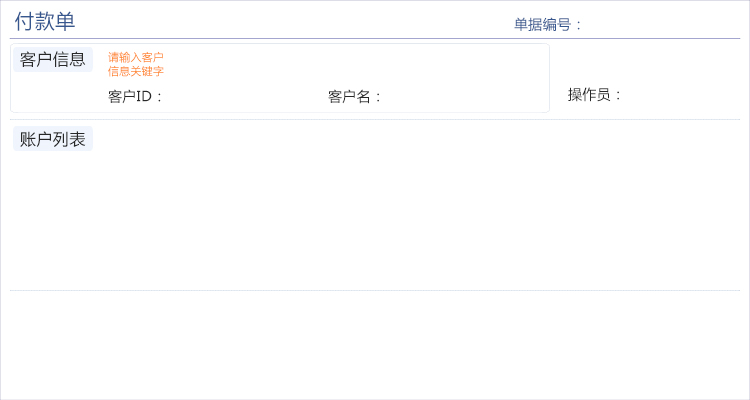 付款单
单据编号：
客户信息
请输入客户
信息关键字
客户ID：
客户名：
操作员：
账户列表